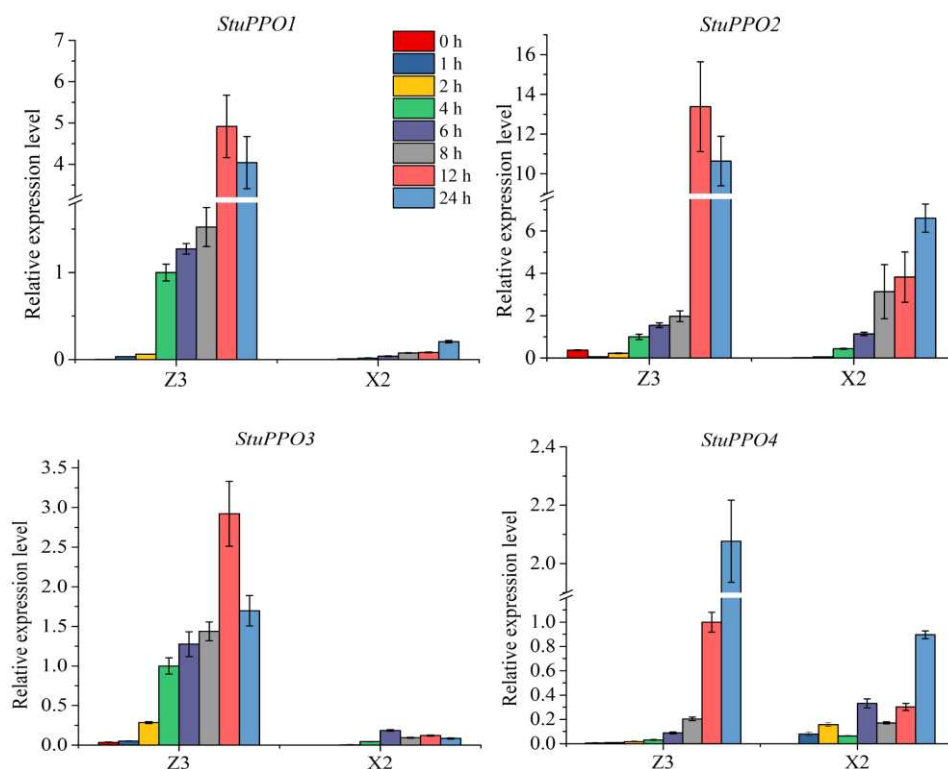 StuPPO1
Relative expression level
7
6
5
4
1
0
Z3
X2
0 h
1 h
2 h
4 h
6 h
8 h
12 h
24 h
StuPPO2
Relative expression level
16
14
12
10
6
4
2
0
Z3
X2
StuPPO3
Relative expression level
3.5
3.0
2.5
2.0
1.5
1.0
0.5
0.0
Z3
X2
StuPPO4
Relative expression level
2.4
2.2
2.0
1.0
0.8
0.6
0.4
0.2
0.0
Z3
X2